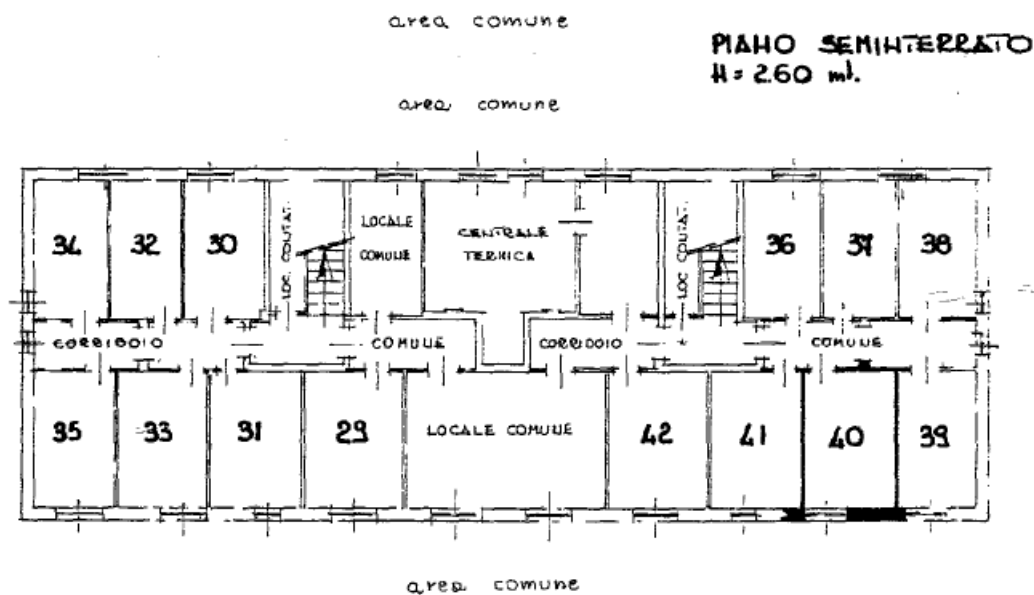 area comune
PIANO SEMINTERRATO
H = 2.60 ml.
area comune
34
32
30
LOC. CONTAT.
LOCALE
COMUNE
CENTRALE
TERMICA
LOC. CONTAT.
36
37
38
CORRIDOIO
COMUNE
CORRIDOIO
COMUNE
35
33
31
29
LOCALE COMUNE
42
41
40
39
area comune